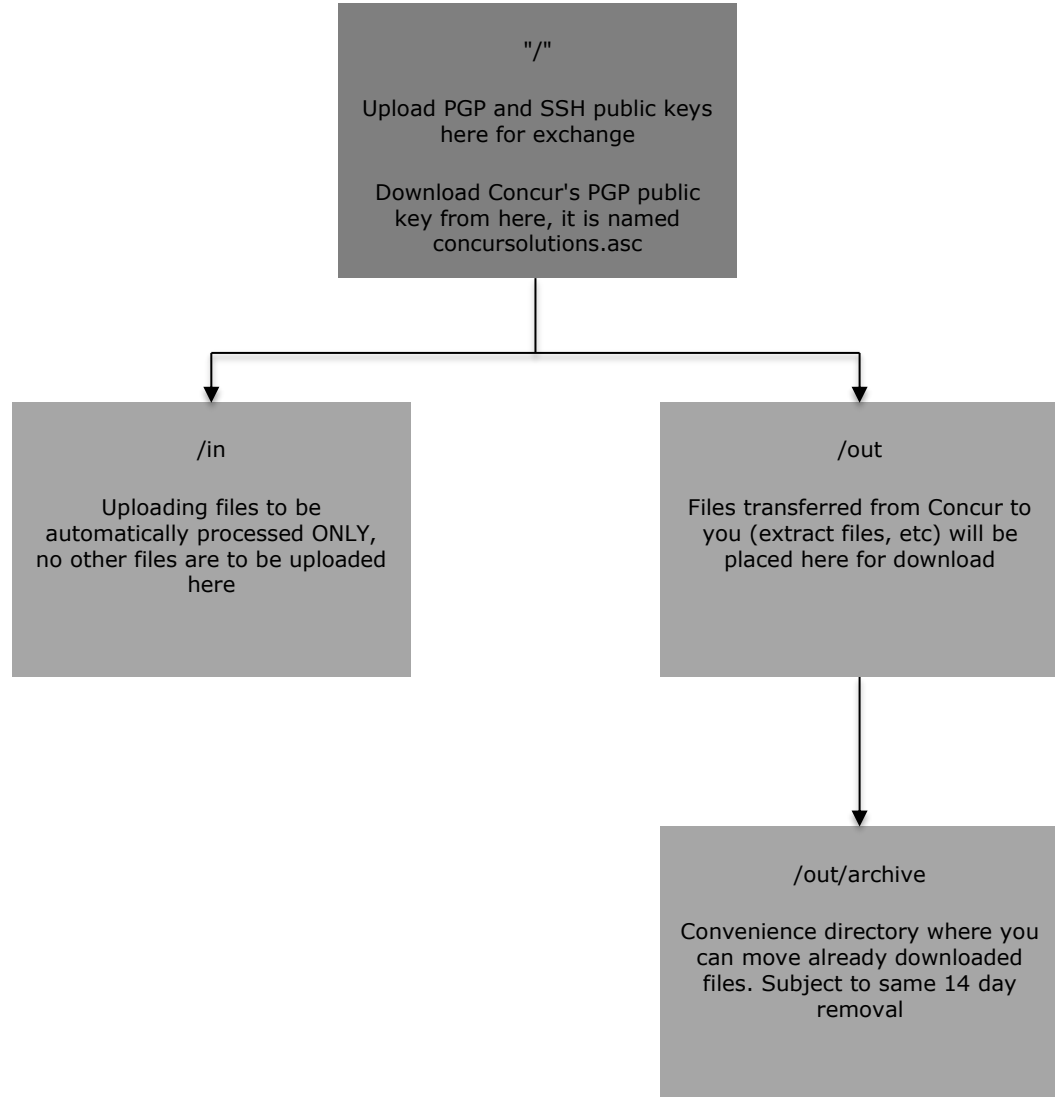 "/"
Upload PGP and SSH public keys
here for exchange
Download Concur's PGP public
key from here, it is named
concursolutions.asc
/in
Uploading files to be
automatically processed ONLY,
no other files are to be uploaded
here
/out
Files transferred from Concur to
you (extract files, etc) will be
placed here for download
/out/archive
Convenience directory where you
can move already downloaded
files. Subject to same 14 day
removal